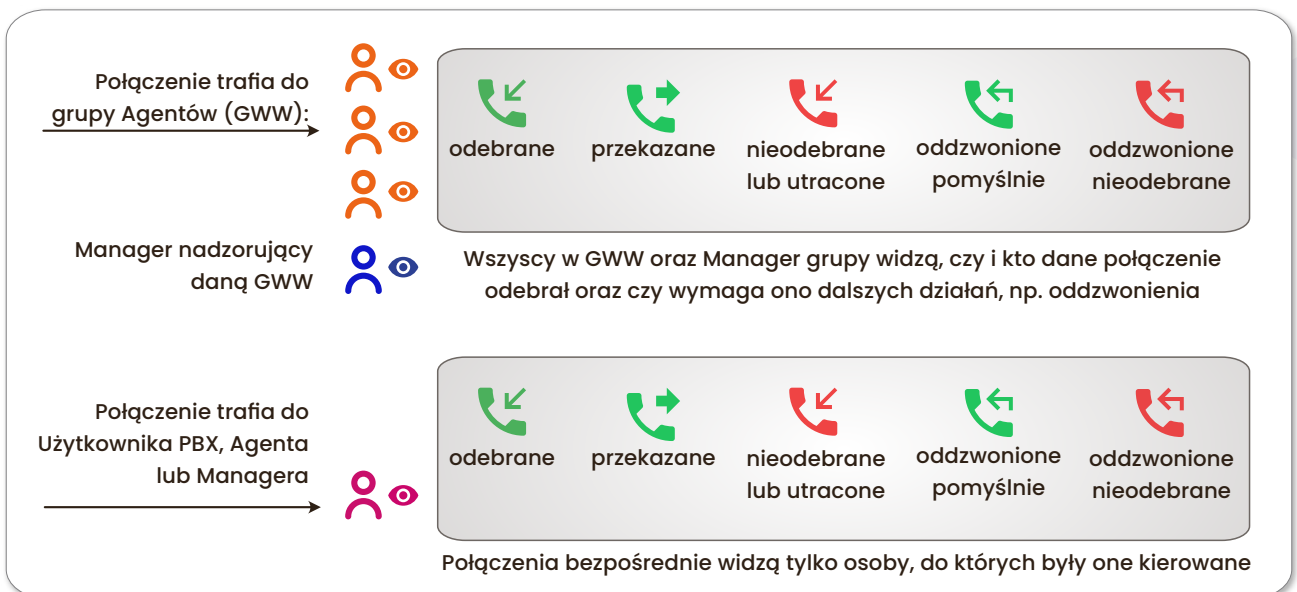 Połączenie trafia do
grupy Agentów (GWW):
odebrane
przekazane
nieodebrane
lub utracone
oddzwonione
pomyślnie
oddzwonione
nieodebrane
Manager nadzorujący
daną GWW
Wszyscy w GWW oraz Manager grupy widzą, czy i kto dane połączenie
odebrał oraz czy wymaga ono dalszych działań, np. oddzwonienia
Połączenie trafia do
Użytkownika PBX, Agenta
lub Managera
odebrane
przekazane
nieodebrane
lub utracone
oddzwonione
pomyślnie
oddzwonione
nieodebrane
Połączenia bezpośrednie widzą tylko osoby, do których były one kierowane